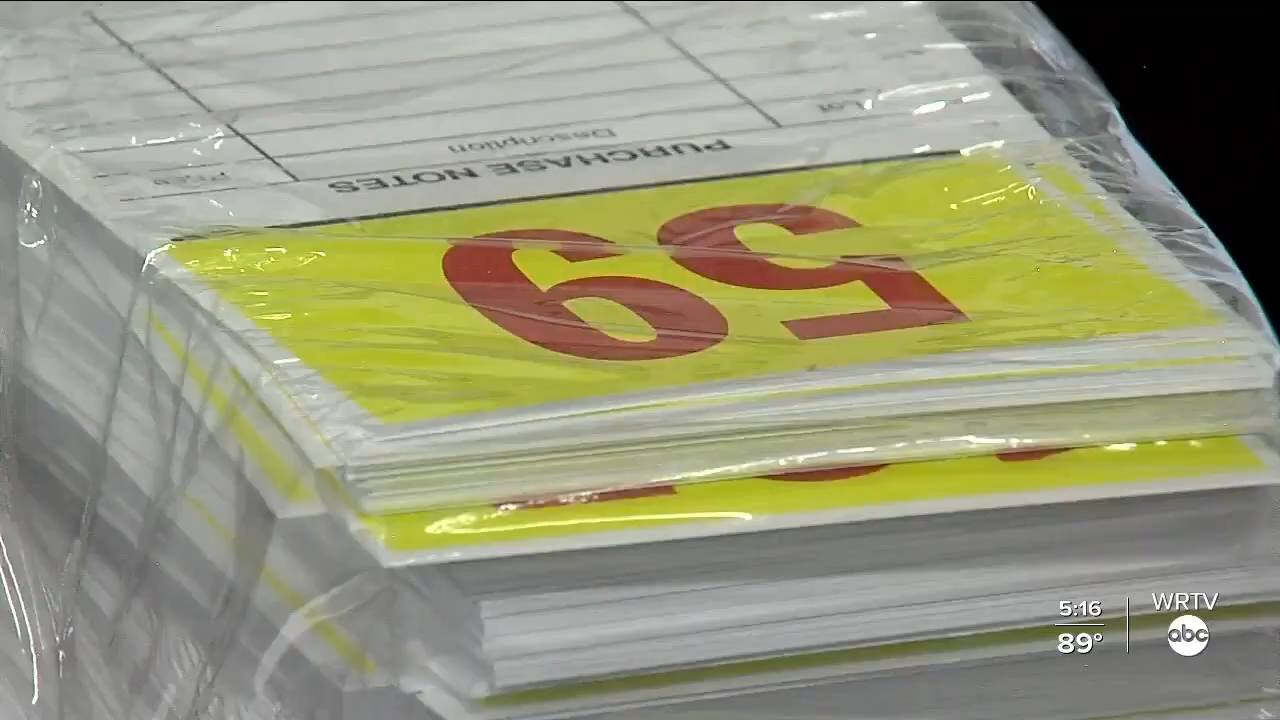 59
PURCHASE NOTES
Lot Description Price
5:16
89°
WRTV
abc